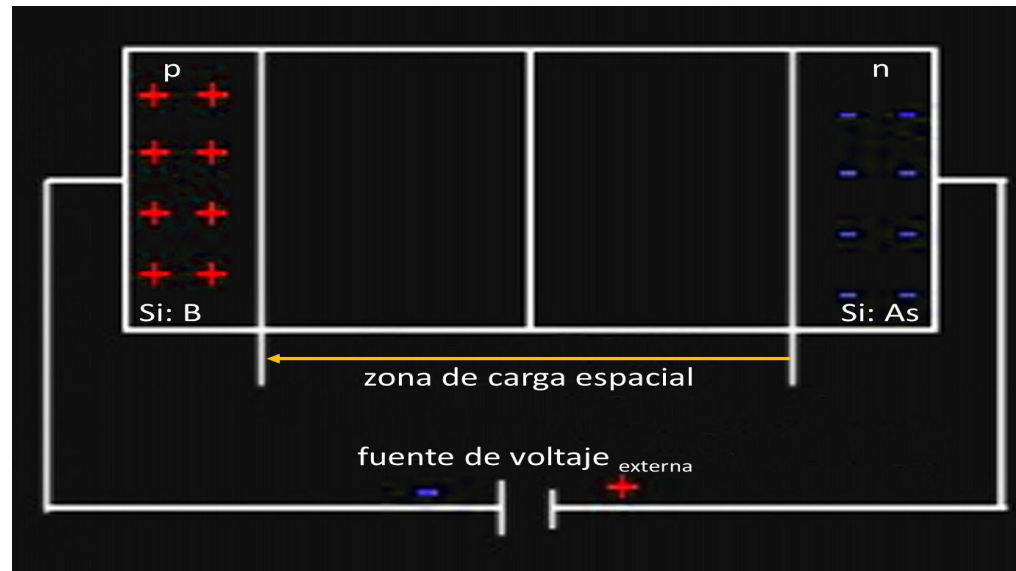 p
n
Si: B
Si: As
zona de carga espacial
fuente de voltaje externa